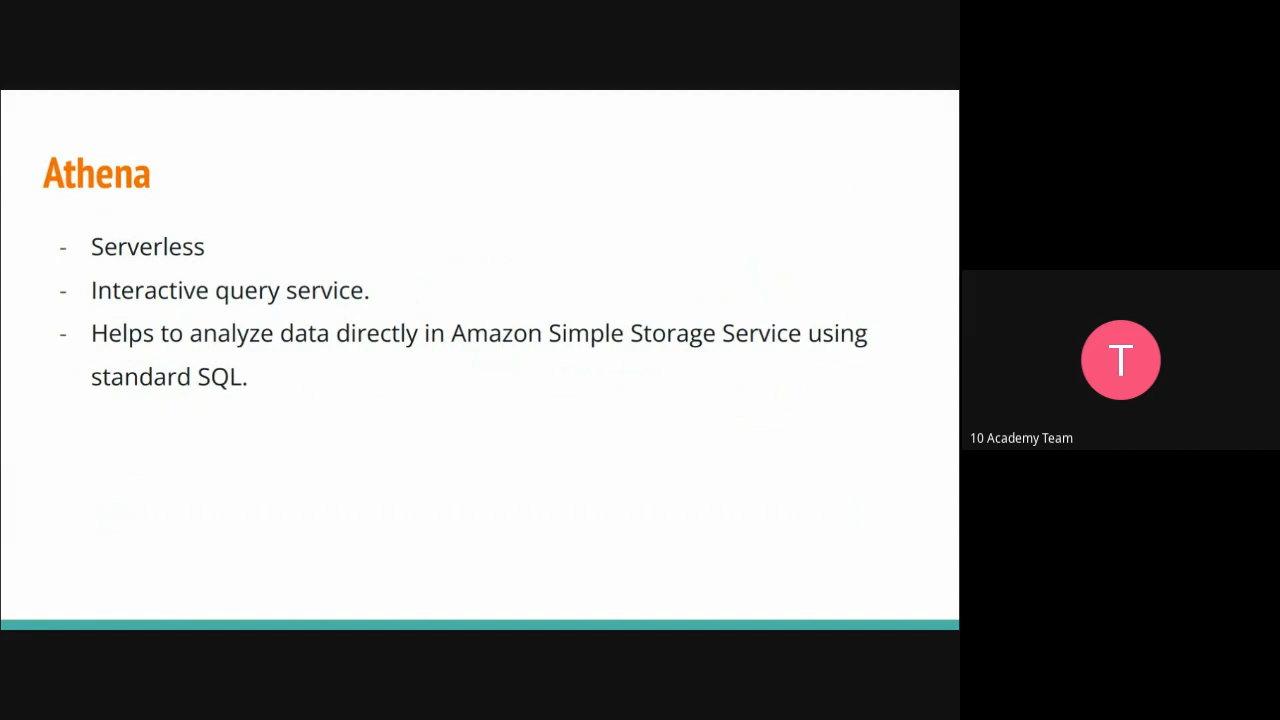 Athena
- Serverless
- Interactive query service.
- Helps to analyze data directly in Amazon Simple Storage Service using
standard SQL.
T
10 Academy Team